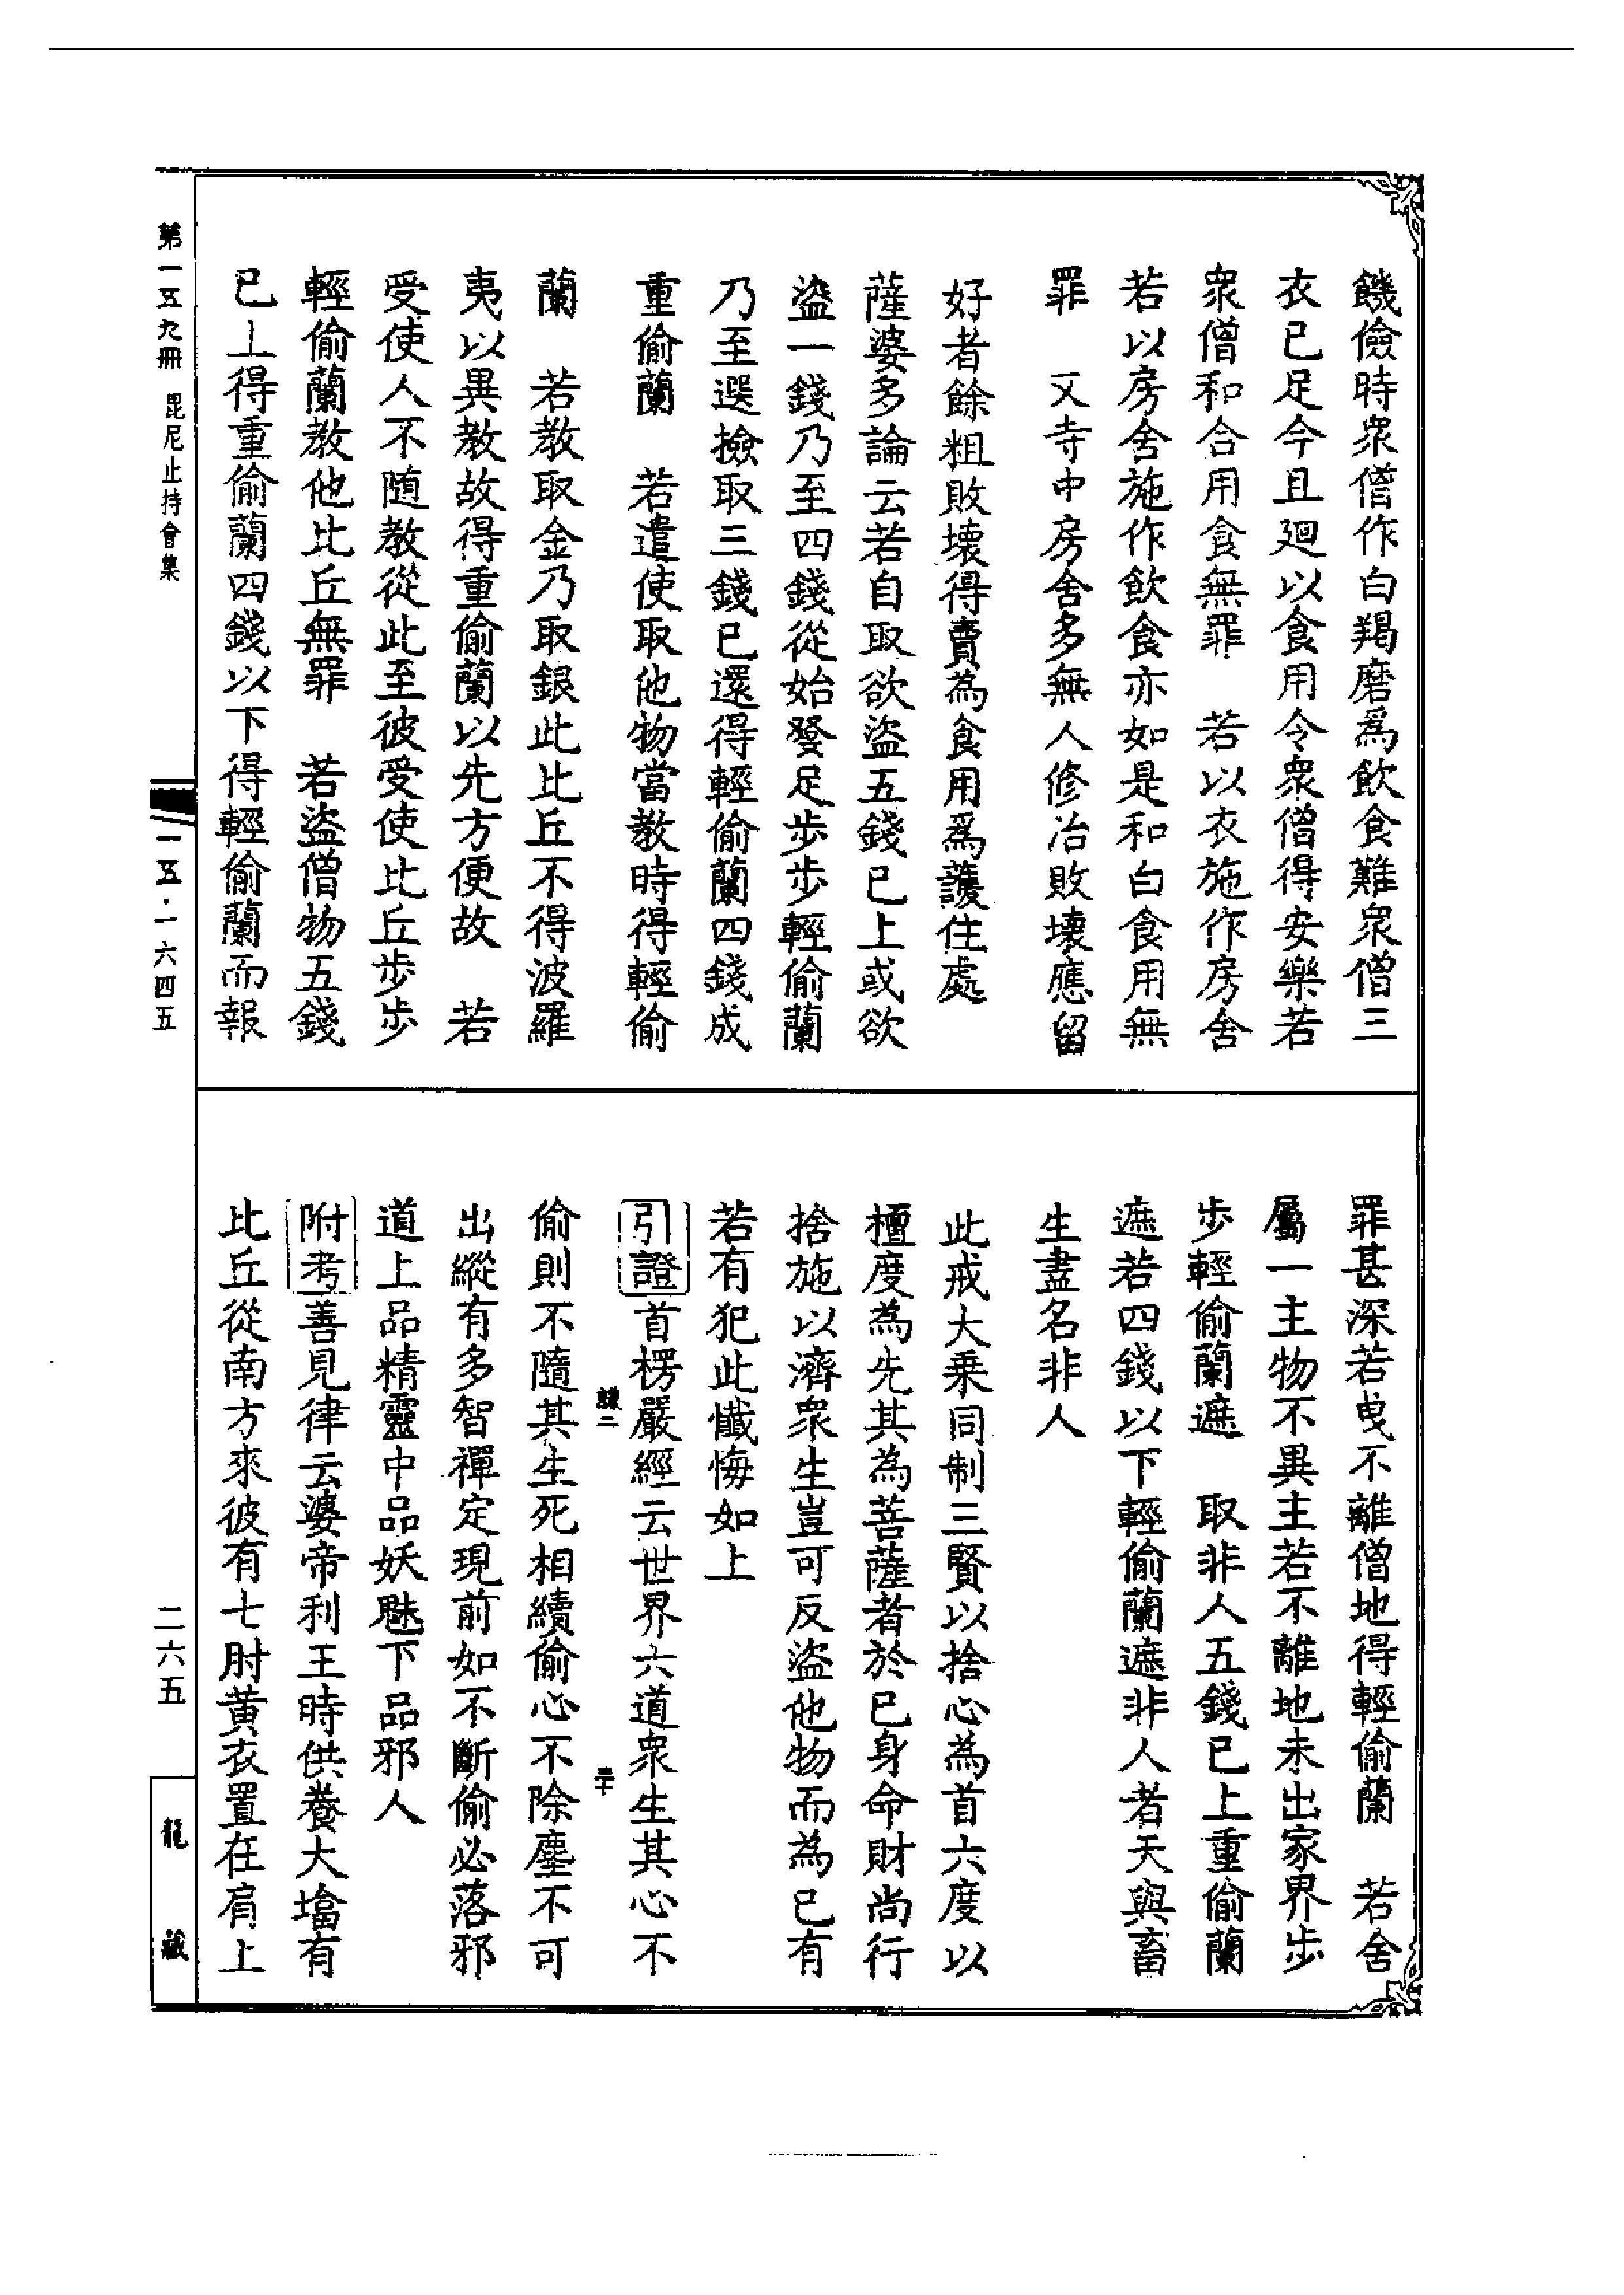 饑儉時衆僧作白羯磨爲飲食難衆僧三
衣已足今且廻以食用令衆僧得安樂若
衆僧和合用食無罪　若以衣施作房舍
若以房舍施作飲食亦如是和白食用無
罪　又寺中房舍多無人修冶敗壞應留
好者餘粗敗壞得賣為食用爲護住處
薩婆多論云若自取欲盜五錢已上或欲
盜一錢乃至四錢從始發足步步輕偷蘭
乃至選撿取三錢已還得輕偷蘭四錢成
重偷蘭　若遣使取他物當教時得輕偷
蘭　若教取金乃取銀此比丘不得波羅
夷以異教故得重偷蘭以先方便故　若
受使人不隨教從此至彼受使比丘步步
輕偷蘭教他比丘無罪　若盜僧物五錢
已上得重偷蘭四錢以下得輕偷蘭而報
罪甚深若曳不離僧地得輕偷蘭　若舍
屬一主物不異主若不離地未出家界步
步輕偷蘭遮　取非人五錢已上重偷蘭
遮若四錢以下輕偷蘭遮非人者天與畜
生盡名非人
此戒大乘同制三賢以捨心為首六度以
檀度為先其為菩薩者於已身命財尚行
捨施以濟衆生豈可反盜他物而為己有
若有犯此懺悔如上
引證首楞嚴經云世界六道衆生其心不
隸二　三十
偷則不隨其生死相續偷心不除塵不可
出縱有多智禪定現前如不斷偷必落邪
道上品精靈中品妖魅下品邪人
附考善見律云婆帝利王時供養大塔有
比丘從南方來彼有七肘黃衣置在肩上
第一五九冊　毘尼止持會集
一五·一六四五
二六五
龍藏